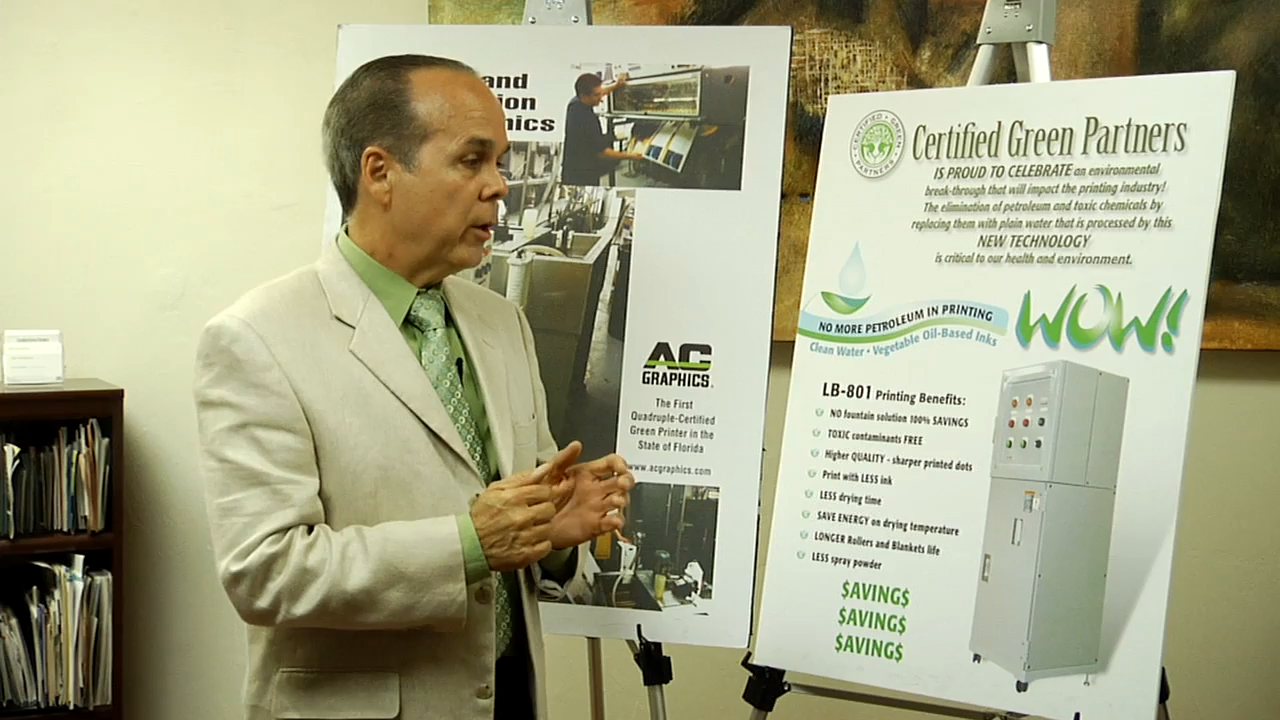 and
ion
hics
AC
GRAPHICS
The First
Quadruple-Certified
Green Printer in the
State of Florida
www.acgraphics.com
CERTIFIED GREEN PARTNERS
Certified Green Partners
IS PROUD TO CELEBRATE an environmental
break-through that will impact the printing industry!
The elimination of petroleum and toxic chemicals by
replacing them with plain water that is processed by this
NEW TECHNOLOGY
is critical to our health and environment.
NO MORE PETROLEUM IN PRINTING
Clean Water • Vegetable Oil-Based Inks
WOW!
LB-801 Printing Benefits:
NO fountain solution 100% SAVINGS
TOXIC contaminants FREE
Higher QUALITY - sharper printed dots
Print with LESS ink
LESS drying time
SAVE ENERGY on drying temperature
LONGER Rollers and Blankets life
LESS spray powder
$AVING$
$AVING$
$AVING$